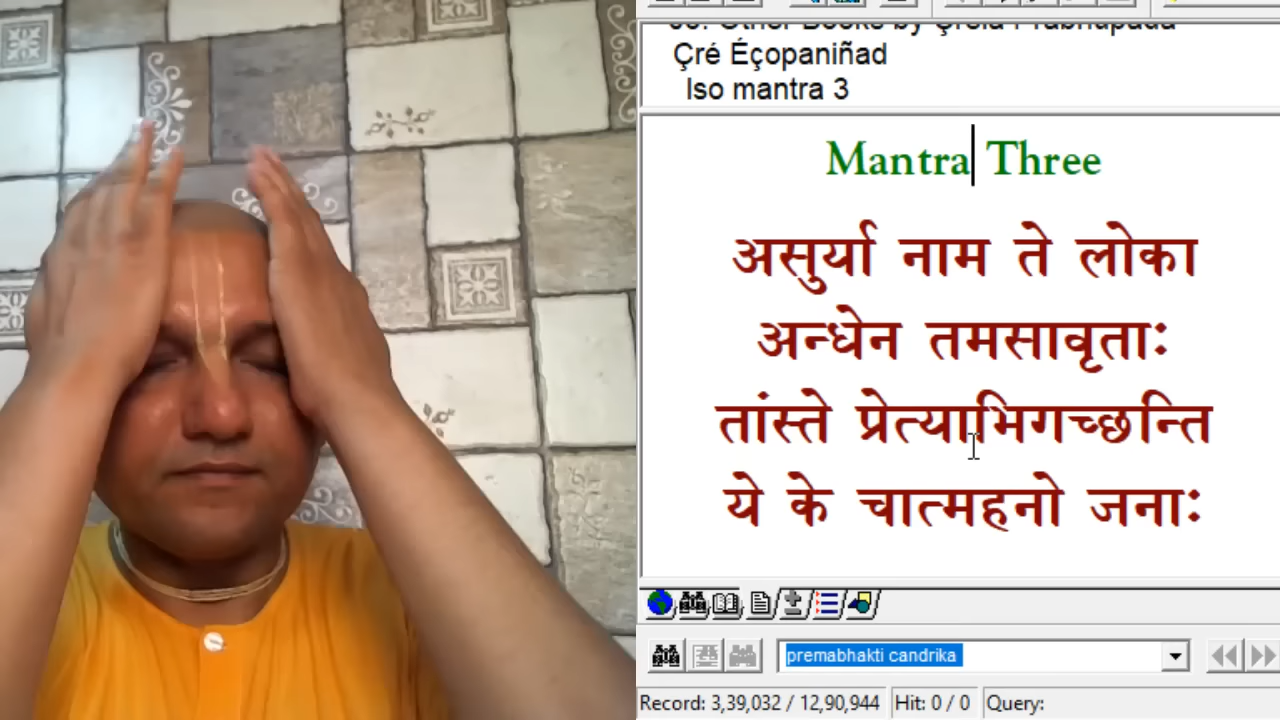 Çré Éçopaniñad
Iso mantra 3
Mantra Three
असुर्या नाम ते लोका
अन्धेन तमसावृताः
तांस्ते प्रेत्याभिगच्छन्ति
ये के चात्महनो जनाः
premabhakti candrika
Record: 3,39,032 / 12,90,944 Hit: 0 / 0 Query: